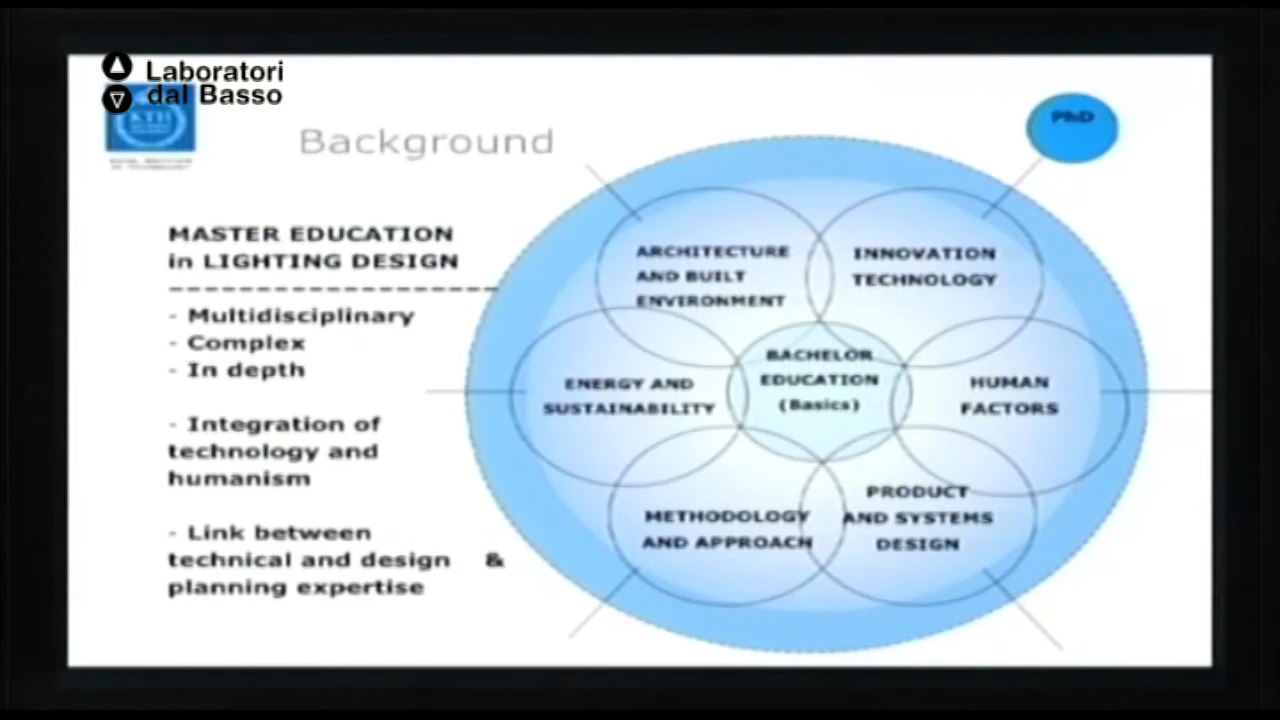 Laboratori
dal Basso
KTH
Background
PhD
MASTER EDUCATION
in LIGHTING DESIGN
- Multidisciplinary
- Complex
- In depth
- Integration of
technology and
humanism
- Link between
technical and design &
planning expertise
ARCHITECTURE
AND BUILT
ENVIRONMENT
INNOVATION
TECHNOLOGY
ENERGY AND
SUSTAINABILITY
BACHELOR
EDUCATION
(Basics)
HUMAN
FACTORS
METHODOLOGY
AND APPROACH
PRODUCT
AND SYSTEMS
DESIGN